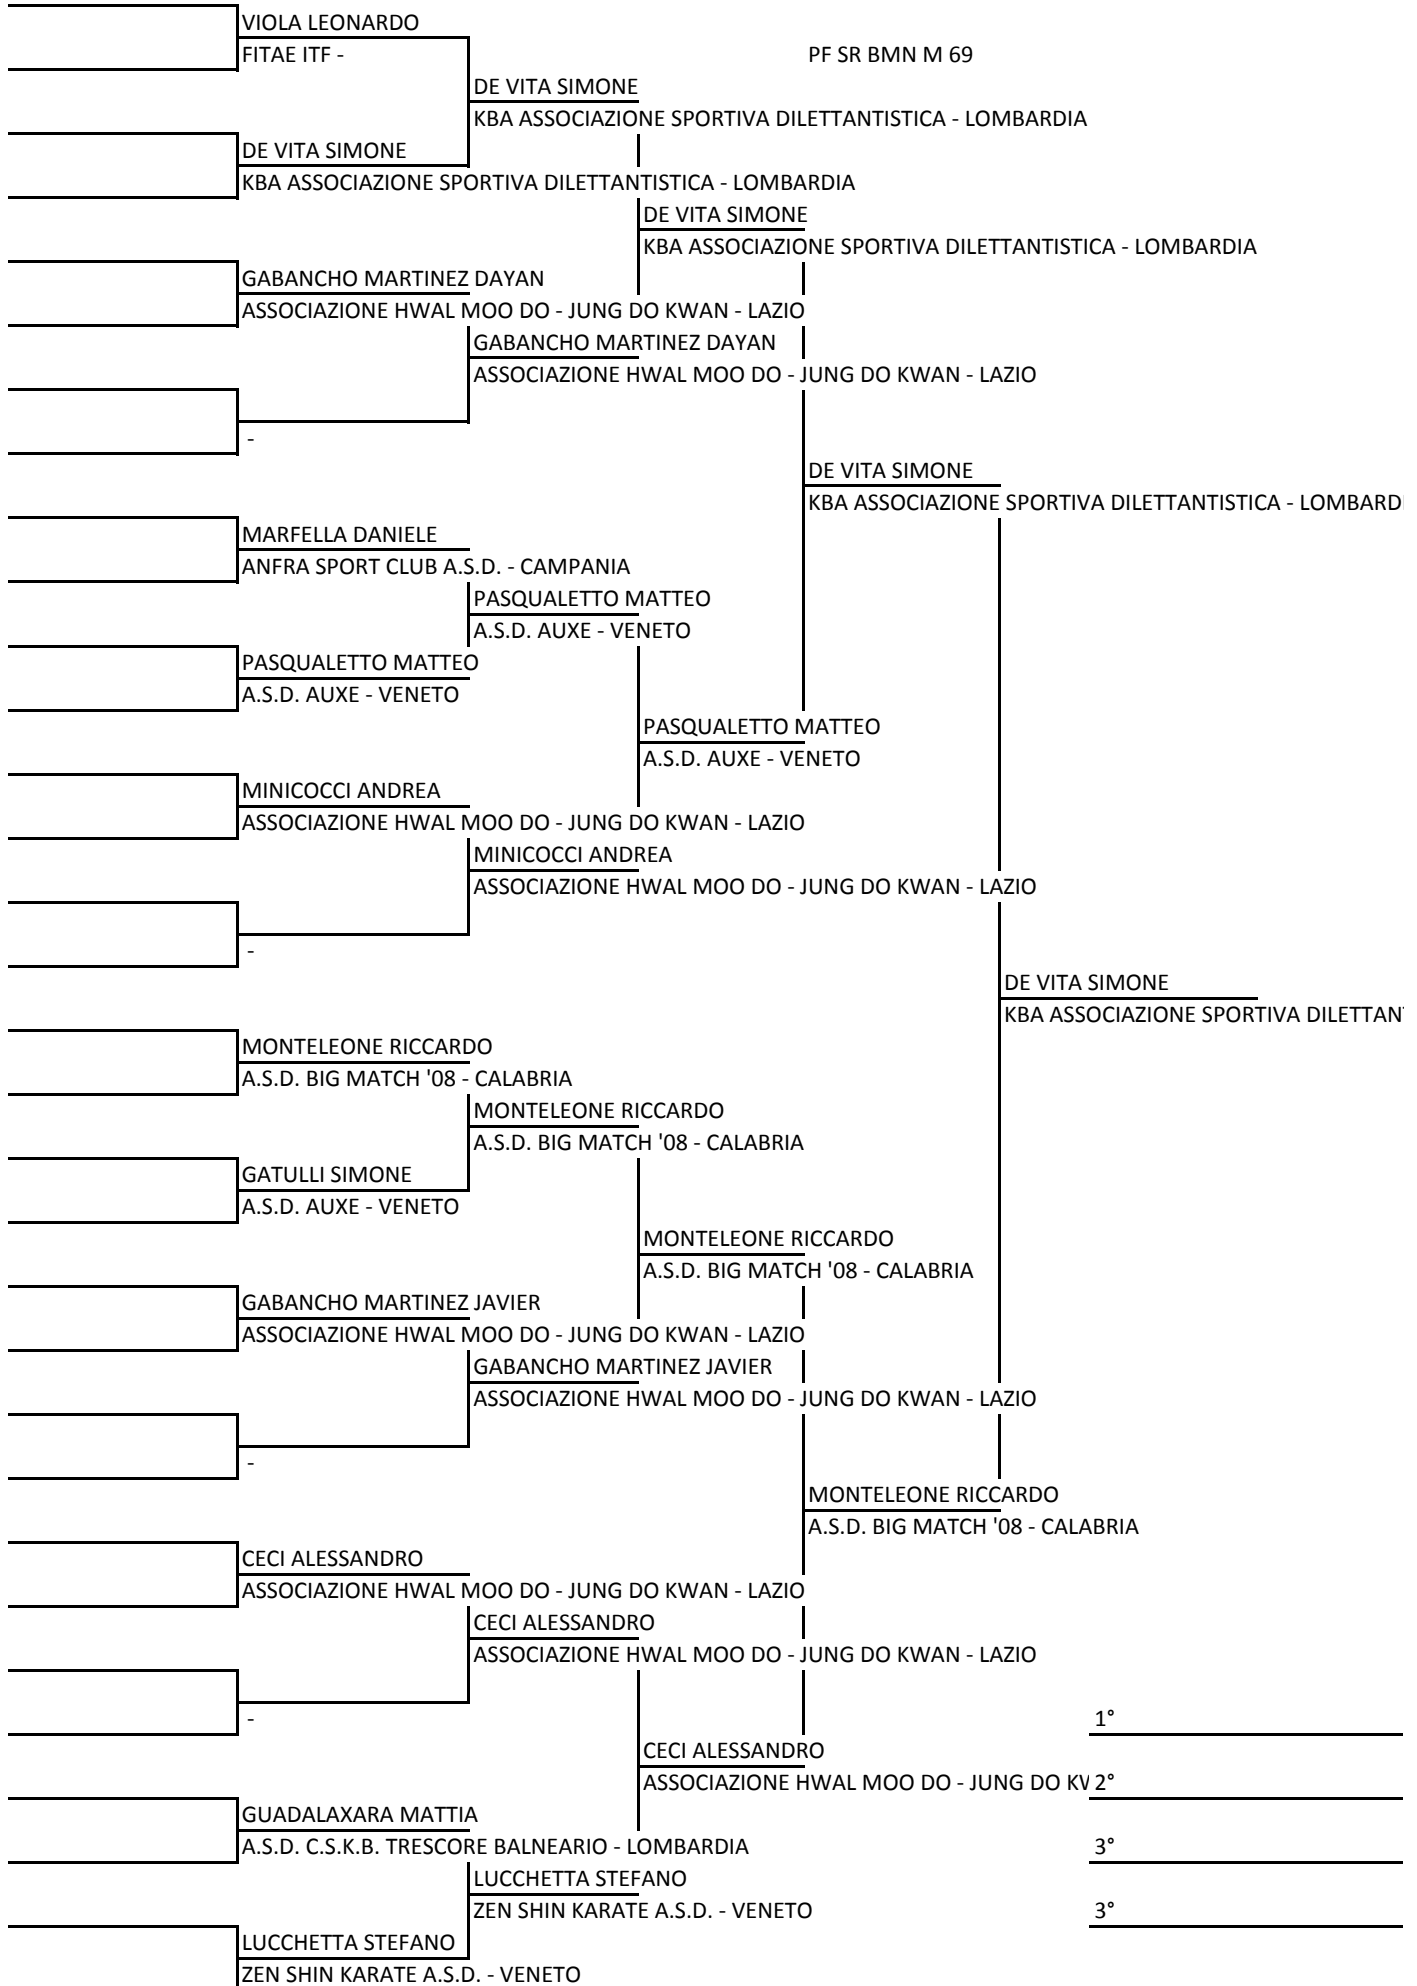 VIOLA LEONARDO
FITAE ITF -
PF SR BMN M 69
DE VITA SIMONE
KBA ASSOCIAZIONE SPORTIVA DILETTANTISTICA - LOMBARDIA
DE VITA SIMONE
KBA ASSOCIAZIONE SPORTIVA DILETTANTISTICA - LOMBARDIA
DE VITA SIMONE
KBA ASSOCIAZIONE SPORTIVA DILETTANTISTICA - LOMBARDIA
GABANCHO MARTINEZ DAYAN
ASSOCIAZIONE HWAL MOO DO - JUNG DO KWAN - LAZIO
GABANCHO MARTINEZ DAYAN
ASSOCIAZIONE HWAL MOO DO - JUNG DO KWAN - LAZIO
-
DE VITA SIMONE
KBA ASSOCIAZIONE SPORTIVA DILETTANTISTICA - LOMBARDI
MARFELLA DANIELE
ANFRA SPORT CLUB A.S.D. - CAMPANIA
PASQUALETTO MATTEO
A.S.D. AUXE - VENETO
PASQUALETTO MATTEO
A.S.D. AUXE - VENETO
PASQUALETTO MATTEO
A.S.D. AUXE - VENETO
MINICOCCI ANDREA
ASSOCIAZIONE HWAL MOO DO - JUNG DO KWAN - LAZIO
MINICOCCI ANDREA
ASSOCIAZIONE HWAL MOO DO - JUNG DO KWAN - LAZIO
-
DE VITA SIMONE
KBA ASSOCIAZIONE SPORTIVA DILETTAN
MONTELEONE RICCARDO
A.S.D. BIG MATCH '08 - CALABRIA
MONTELEONE RICCARDO
A.S.D. BIG MATCH '08 - CALABRIA
GATULLI SIMONE
A.S.D. AUXE - VENETO
MONTELEONE RICCARDO
A.S.D. BIG MATCH '08 - CALABRIA
GABANCHO MARTINEZ JAVIER
ASSOCIAZIONE HWAL MOO DO - JUNG DO KWAN - LAZIO
GABANCHO MARTINEZ JAVIER
ASSOCIAZIONE HWAL MOO DO - JUNG DO KWAN - LAZIO
-
MONTELEONE RICCARDO
A.S.D. BIG MATCH '08 - CALABRIA
CECI ALESSANDRO
ASSOCIAZIONE HWAL MOO DO - JUNG DO KWAN - LAZIO
CECI ALESSANDRO
ASSOCIAZIONE HWAL MOO DO - JUNG DO KWAN - LAZIO
-
1°
CECI ALESSANDRO
ASSOCIAZIONE HWAL MOO DO - JUNG DO KV
2°
GUADALAXARA MATTIA
A.S.D. C.S.K.B. TRESCORE BALNEARIO - LOMBARDIA
3°
LUCCHETTA STEFANO
ZEN SHIN KARATE A.S.D. - VENETO
3°
LUCCHETTA STEFANO
ZEN SHIN KARATE A.S.D. - VENETO